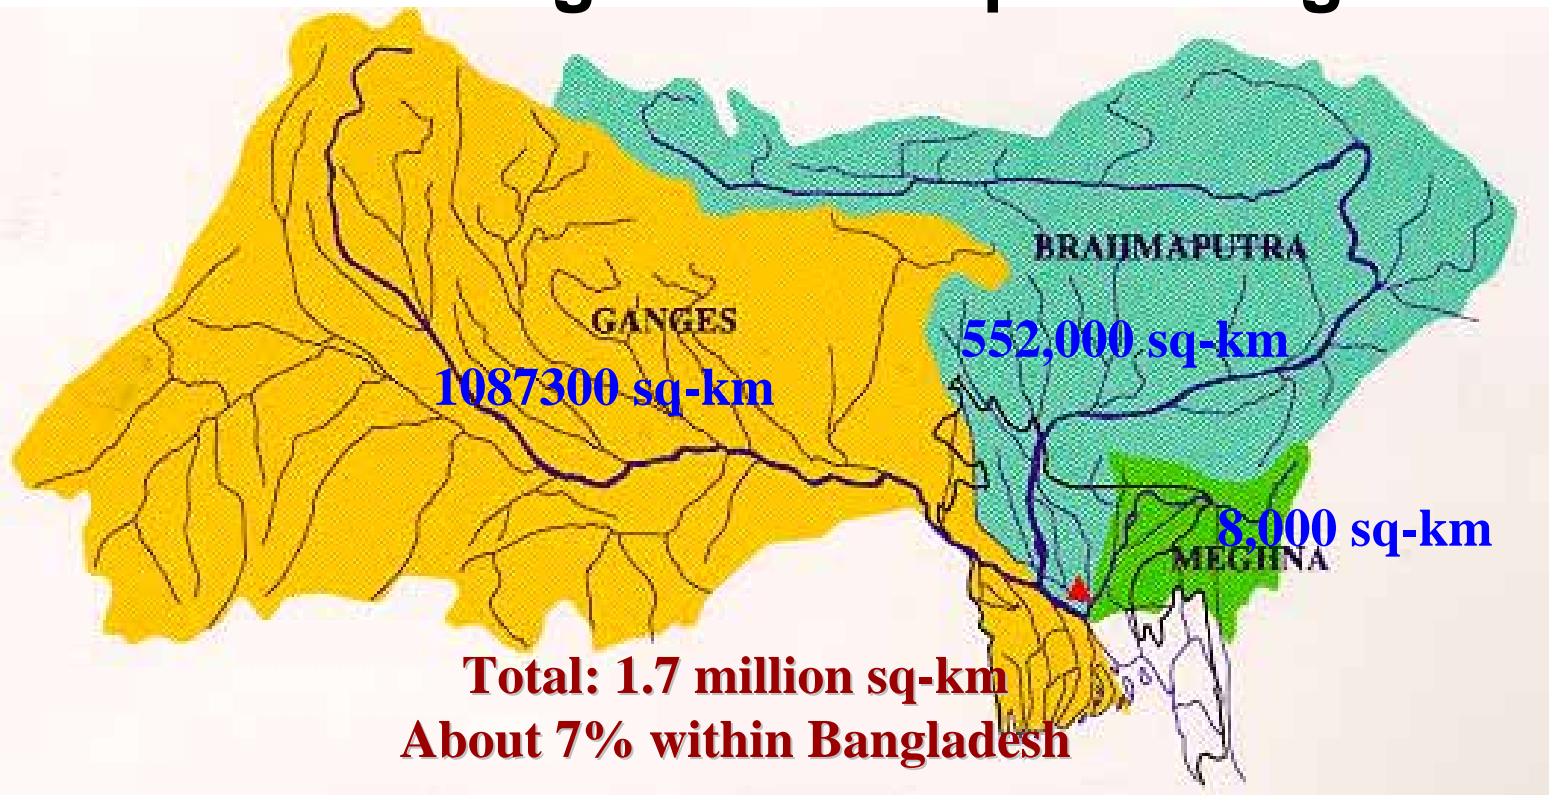 GANGES
1087300 sq-km
BRAHMAPUTRA
552,000 sq-km
8,000 sq-km
MEGHNA
Total: 1.7 million sq-km
About 7% within Bangladesh